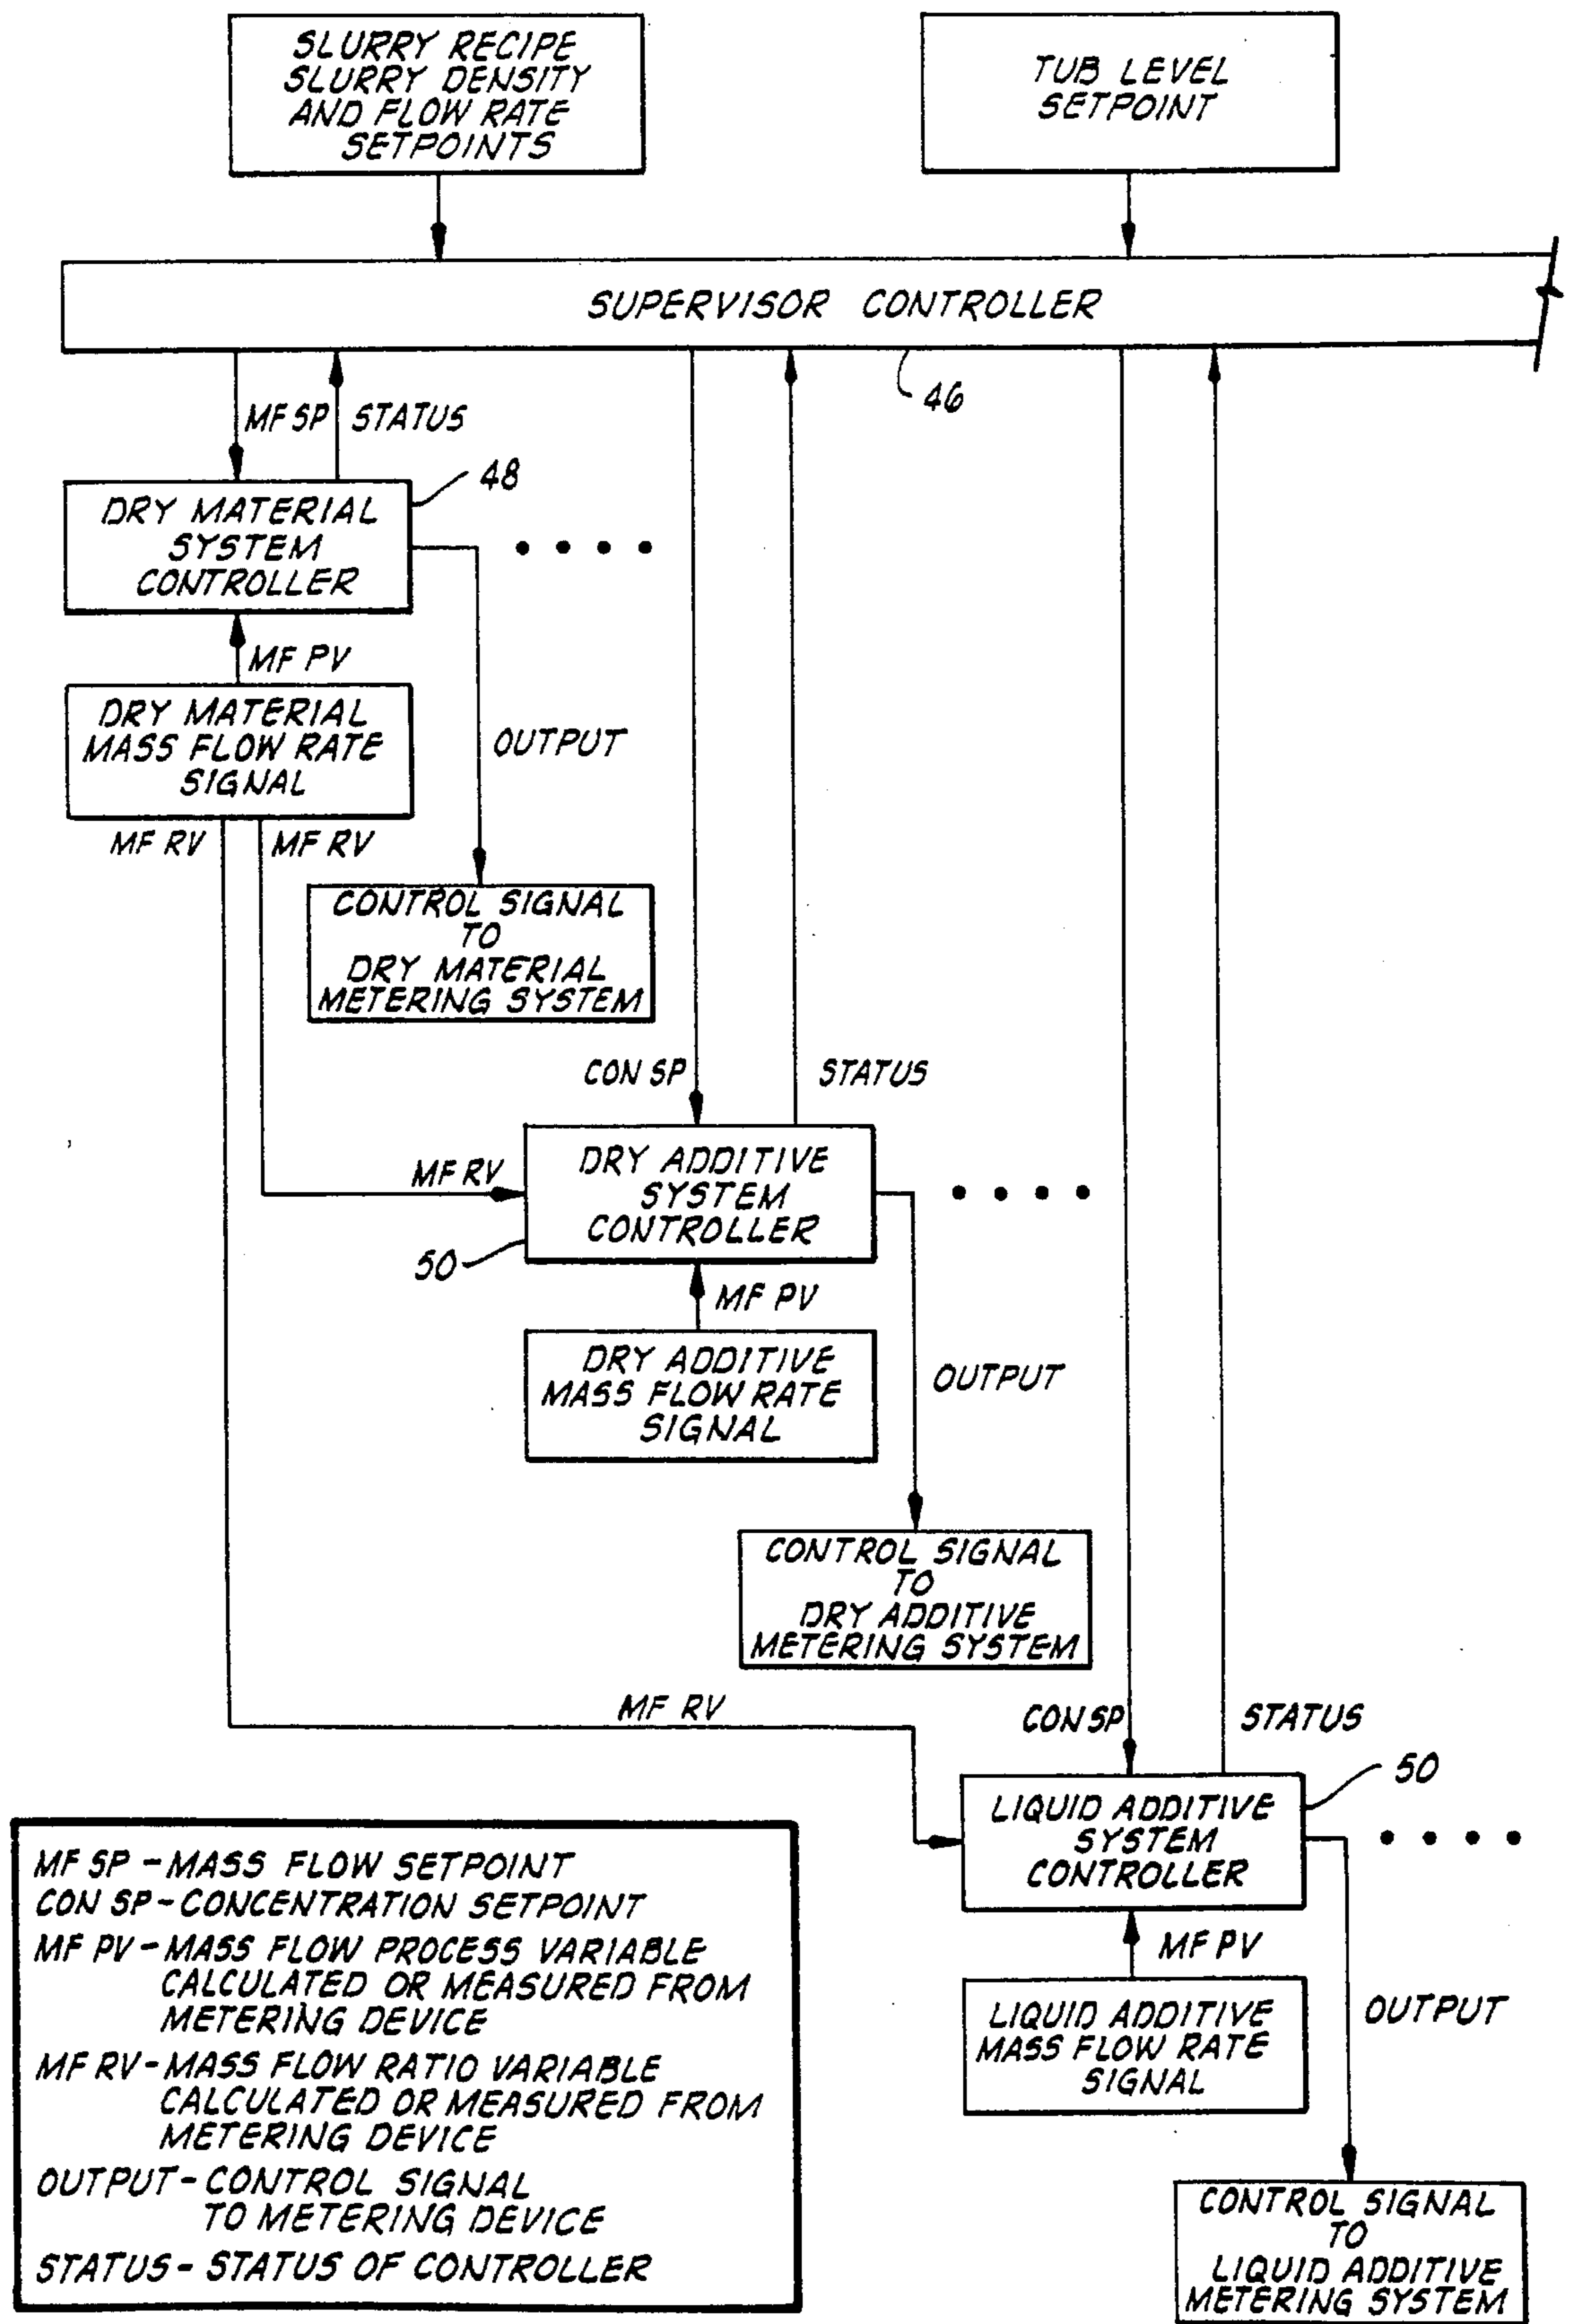 SLURRY RECIPE
SLURRY DENSITY
AND FLOW RATE
SETPOINTS
TUB LEVEL
SETPOINT
SUPERVISOR CONTROLLER
46
MF SP
STATUS
48
DRY MATERIAL
SYSTEM
CONTROLLER
MF PV
DRY MATERIAL
MASS FLOW RATE
SIGNAL
OUTPUT
MF RV
MF RV
CONTROL SIGNAL
TO
DRY MATERIAL
METERING SYSTEM
CON SP
STATUS
MF RV
DRY ADDITIVE
SYSTEM
CONTROLLER
50
MF PV
DRY ADDITIVE
MASS FLOW RATE
SIGNAL
OUTPUT
CONTROL SIGNAL
TO
DRY ADDITIVE
METERING SYSTEM
MF RV
CON SP
STATUS
50
LIQUID ADDITIVE
SYSTEM
CONTROLLER
MF PV
LIQUID ADDITIVE
MASS FLOW RATE
SIGNAL
OUTPUT
CONTROL SIGNAL
TO
LIQUID ADDITIVE
METERING SYSTEM
MF SP - MASS FLOW SETPOINT
CON SP - CONCENTRATION SETPOINT
MF PV - MASS FLOW PROCESS VARIABLE
CALCULATED OR MEASURED FROM
METERING DEVICE
MF RV - MASS FLOW RATIO VARIABLE
CALCULATED OR MEASURED FROM
METERING DEVICE
OUTPUT - CONTROL SIGNAL
TO METERING DEVICE
STATUS - STATUS OF CONTROLLER